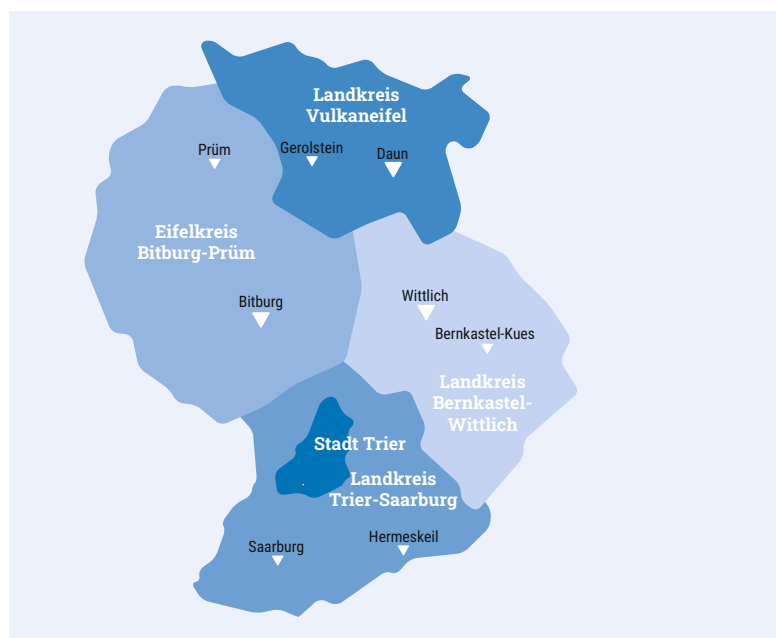 Landkreis
Vulkaneifel
Prüm
Gerolstein
Daun
Eifelkreis
Bitburg-Prüm
Bitburg
Wittlich
Bernkastel-Kues
Landkreis
Bernkastel-
Wittlich
Stadt Trier
Landkreis
Trier-Saarburg
Saarburg
Hermeskeil